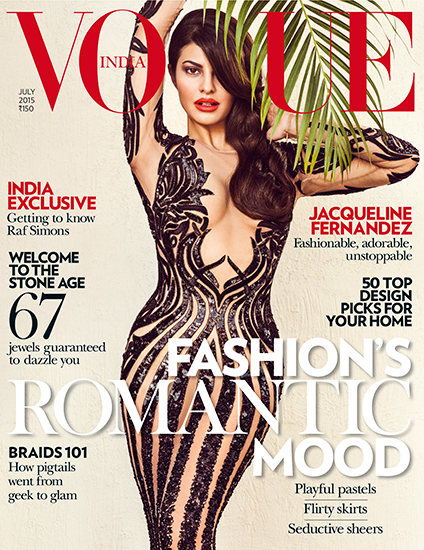 VOGUE
INDIA
JULY
2015
₹150
INDIA
EXCLUSIVE
Getting to know
Raf Simons
WELCOME
TO THE
STONE AGE
67
jewels guaranteed
to dazzle you
BRAIDS 101
How pigtails
went from
geek to glam
JACQUELINE
FERNANDEZ
Fashionable, adorable,
unstoppable
50 TOP
DESIGN
PICKS FOR
YOUR HOME
FASHION'S
ROMANTIC
MOOD
Playful pastels
Flirty skirts
Seductive sheers